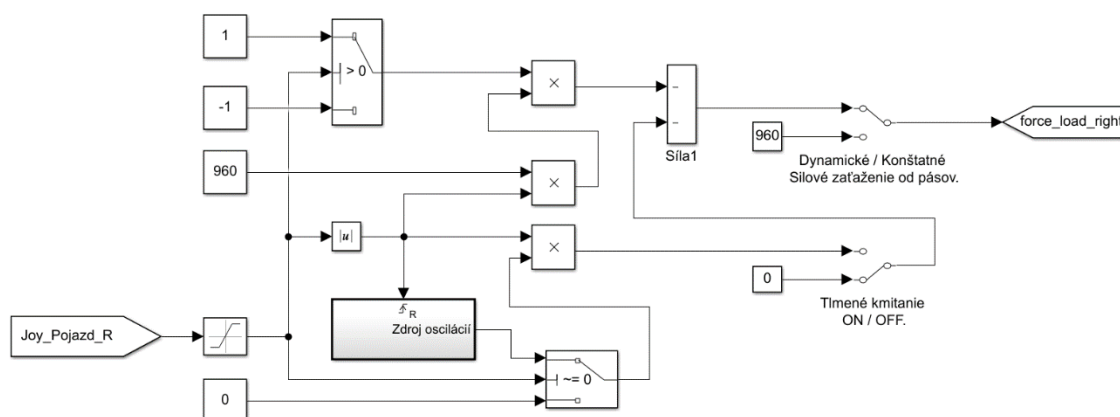 1
> 0
-1
×
-
-
Síla1
force_load_right
960
Dynamické / Konštatné
Silové zaťaženie od pásov.
960
×
|u|
×
0
Tlmené kmitanie
ON / OFF.
R
Zdroj oscilácií
Joy_Pojazd_R
~= 0
0